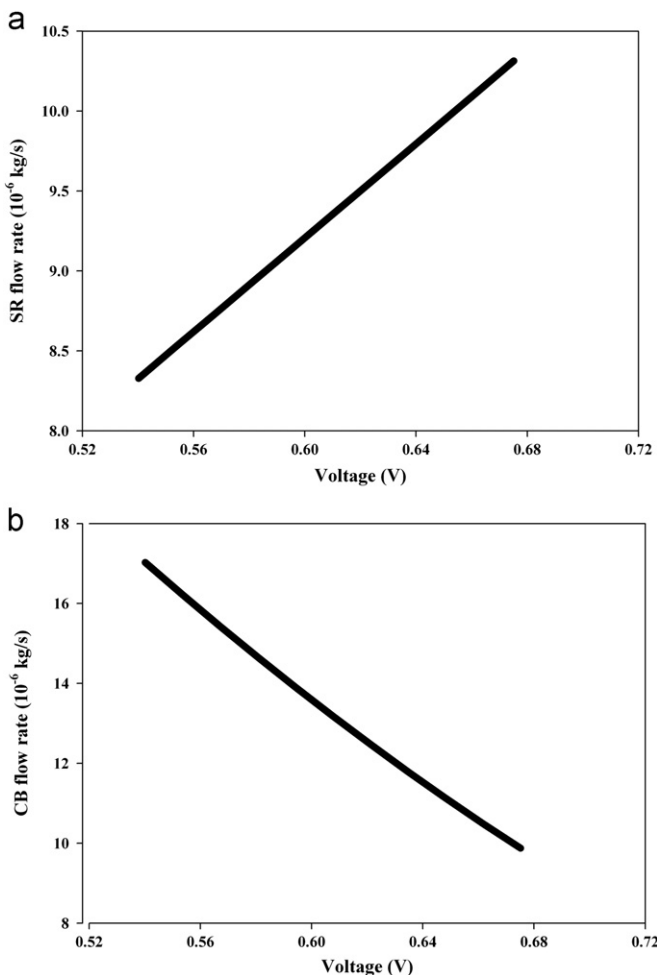 a
10.5
10.0
9.5
9.0
8.5
8.0
SR flow rate (10⁻⁶ kg/s)
0.52 0.56 0.60 0.64 0.68 0.72
Voltage (V)
b
18
16
14
12
10
8
CB flow rate (10⁻⁶ kg/s)
0.52 0.56 0.60 0.64 0.68 0.72
Voltage (V)